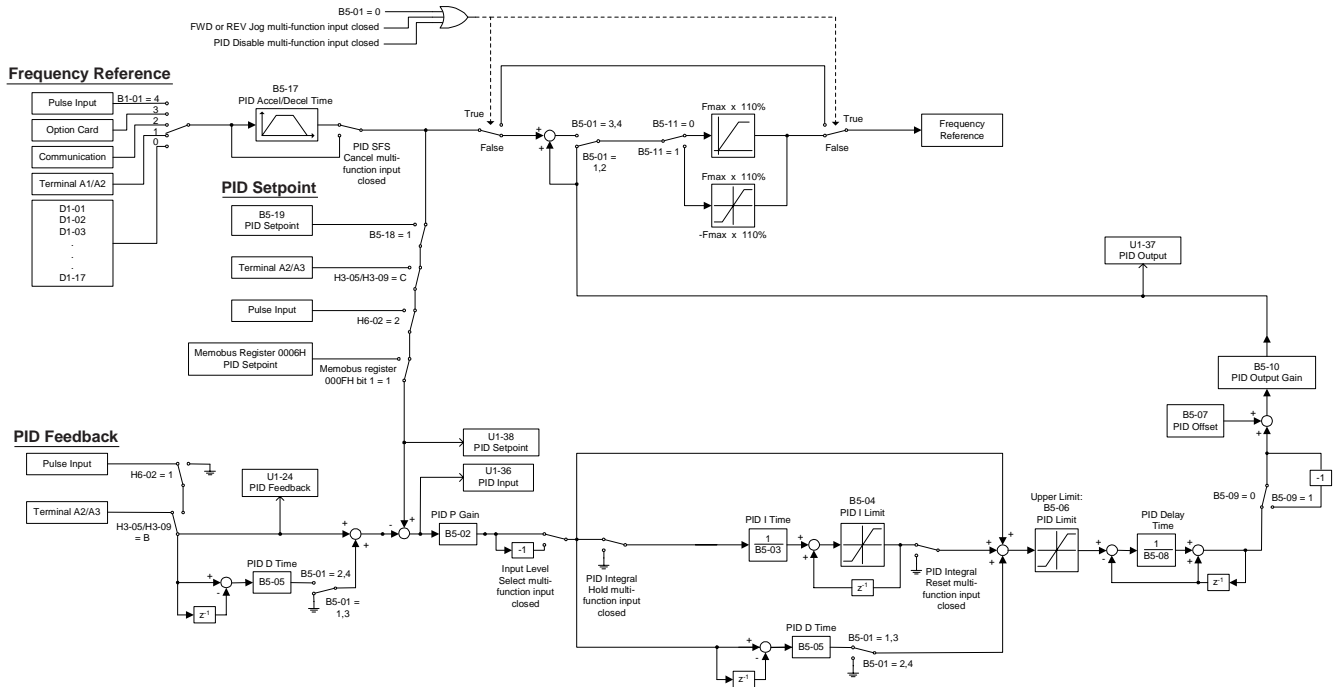 B5-01 = 0
FWD or REV Jog multi-function input closed
PID Disable multi-function input closed
Frequency Reference
Pulse Input
Option Card
Communication
Terminal A1/A2
D1-01
D1-02
D1-03
.
.
.
D1-17
B1-01 = 4
3
2
1
0
B5-17
PID Accel/Decel Time
PID SFS
Cancel multi-
function input
closed
True
False
+
+
B5-01 = 3,4
B5-01 =
1,2
B5-11 = 0
B5-11 = 1
Fmax x 110%
Fmax x 110%
-Fmax x 110%
True
False
Frequency
Reference
PID Setpoint
B5-19
PID Setpoint
B5-18 = 1
Terminal A2/A3
H3-05/H3-09 = C
Pulse Input
H6-02 = 2
Memobus Register 0006H
PID Setpoint
Memobus register
000FH bit 1 = 1
U1-37
PID Output
B5-10
PID Output Gain
B5-07
PID Offset
+
+
-1
B5-09 = 0
B5-09 = 1
PID Feedback
Pulse Input
H6-02 = 1
Terminal A2/A3
H3-05/H3-09
= B
U1-24
PID Feedback
U1-38
PID Setpoint
U1-36
PID Input
+
+
-
+
PID P Gain
B5-02
-1
Input Level
Select multi-
function input
closed
PID Integral
Hold multi-
function input
closed
PID I Time
1
B5-03
+
+
B5-04
PID I Limit
z-1
PID Integral
Reset multi-
function input
closed
+
+
+
Upper Limit:
B5-06
PID Limit
+
-
PID Delay
Time
1
B5-08
+
+
z-1
PID D Time
B5-05
+
-
z-1
B5-01 = 2,4
B5-01 =
1,3
PID D Time
B5-05
+
-
z-1
B5-01 = 1,3
B5-01 = 2,4